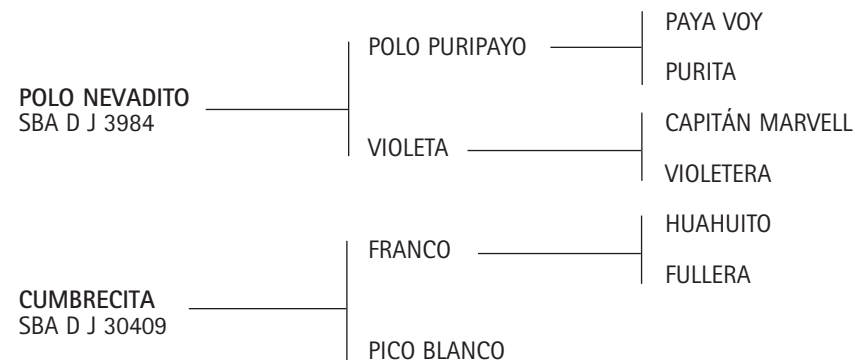 PAYA VOY
POLO PURIPAYO
PURITA
POLO NEVADITO
SBA D J 3984
CAPITÁN MARVELL
VIOLETA
VIOLETERA
HUAHUITO
FRANCO
FULLERA
CUMBRECITA
SBA D J 30409
PICO BLANCO